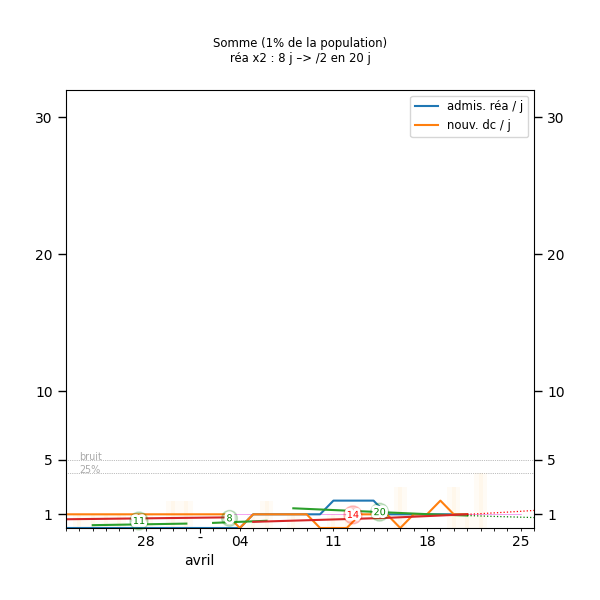 Somme (1% de la population)
réa x2 : 8 j –> /2 en 20 j
admis. réa / j
nouv. dc / j
30 30
20 20
10 10
bruit
5 5
25%
1 1
11 8 14 20
28 - 04 11 18 25
avril